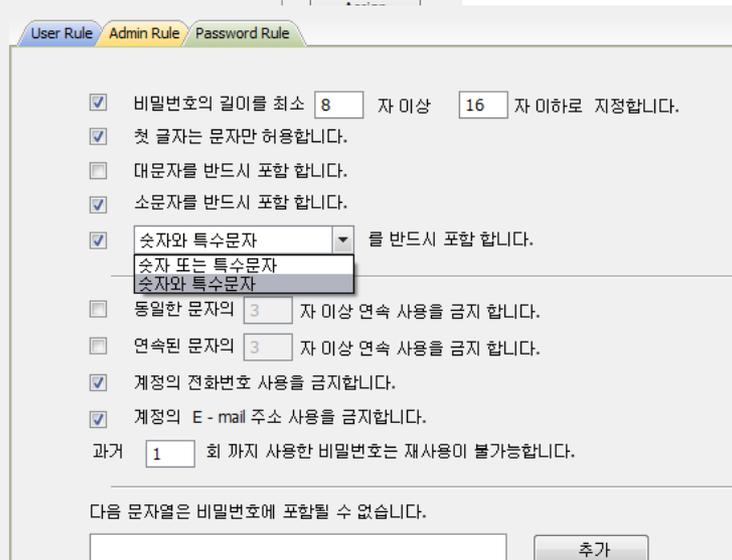 User Rule Admin Rule Password Rule
비밀번호의 길이를 최소 8 자 이상 16 자 이하로 지정합니다.
첫 글자는 문자만 허용합니다.
대문자를 반드시 포함 합니다.
소문자를 반드시 포함 합니다.
숫자와 특수문자 를 반드시 포함 합니다.
숫자 또는 특수문자
숫자와 특수문자
동일한 문자의 3 자 이상 연속 사용을 금지 합니다.
연속된 문자의 3 자 이상 연속 사용을 금지 합니다.
계정의 전화번호 사용을 금지합니다.
계정의 E - mail 주소 사용을 금지합니다.
과거 1 회 까지 사용한 비밀번호는 재사용이 불가능합니다.
다음 문자열은 비밀번호에 포함될 수 없습니다.
추가